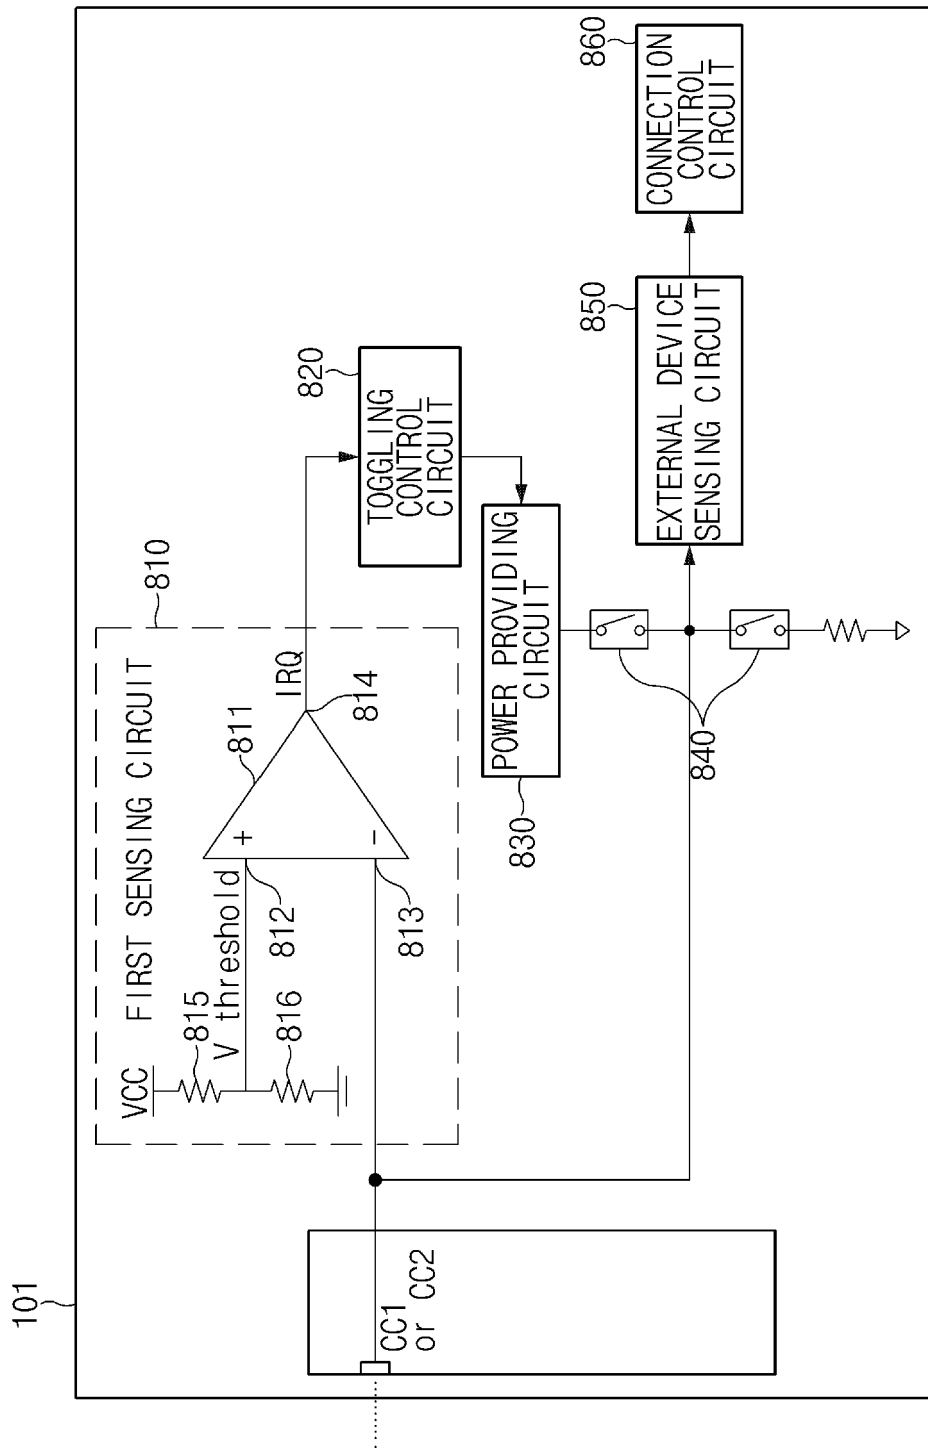 101
FIRST SENSING CIRCUIT
810
VCC
815
V threshold
816
812
813
811
+
-
IRQ
814
820
TOGGLING
CONTROL
CIRCUIT
POWER PROVIDING
CIRCUIT
830
840
850
EXTERNAL DEVICE
SENSING CIRCUIT
860
CONNECTION
CONTROL
CIRCUIT
CC1
or CC2